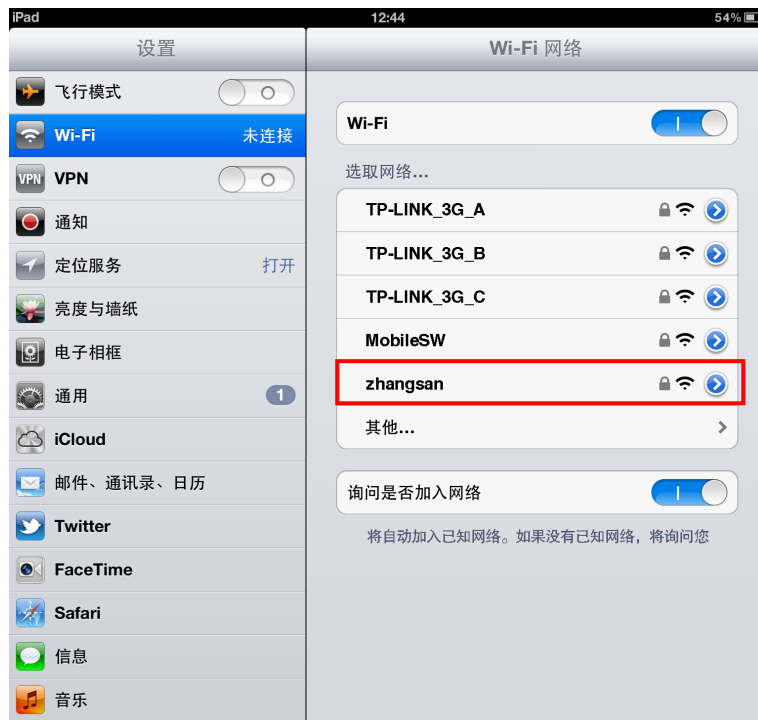 iPad 12:44 54%
设置
Wi-Fi 网络
飞行模式
Wi-Fi 未连接
VPN VPN
通知
定位服务 打开
亮度与墙纸
电子相框
通用 1
iCloud
邮件、通讯录、日历
Twitter
FaceTime
Safari
信息
音乐
Wi-Fi
选取网络...
TP-LINK_3G_A
TP-LINK_3G_B
TP-LINK_3G_C
MobileSW
zhangsan
其他...
询问是否加入网络
将自动加入已知网络。如果没有已知网络，将询问您